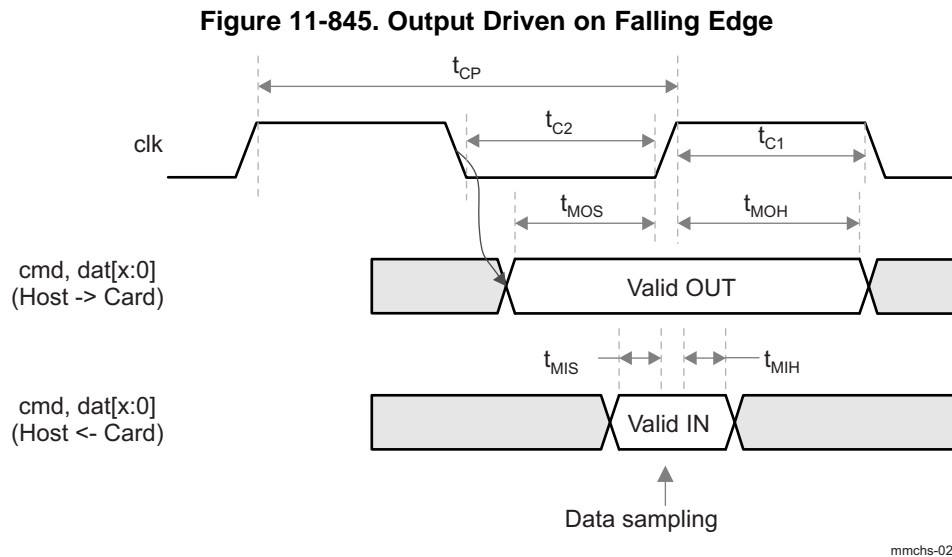 Figure 11-845. Output Driven on Falling Edge
tCP
clk
tC2
tC1
tMOS
tMOH
cmd, dat[x:0]
(Host -> Card)
Valid OUT
tMIS
tMIH
cmd, dat[x:0]
(Host <- Card)
Valid IN
Data sampling
mmchs-02